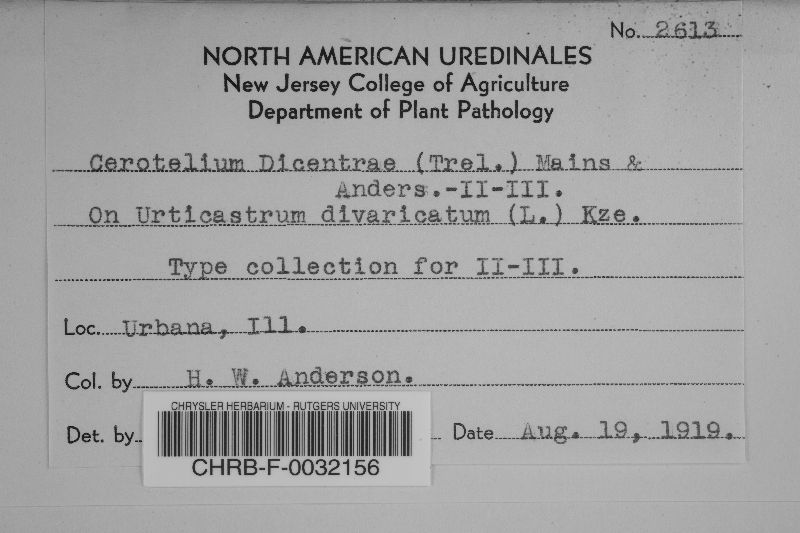 No. 2613
NORTH AMERICAN UREDINALES
New Jersey College of Agriculture
Department of Plant Pathology
Cerotelium Dicentrae (Trel.) Mains &
Anders.-II-III.
On Urticastrum divaricatum (L.) Kze.
Type collection for II-III.
Loc. Urbana, Ill.
Col. by H. W. Anderson.
Det. by Date Aug. 19, 1919.
CHRYSLER HERBARIUM - RUTGERS UNIVERSITY
CHRB-F-0032156